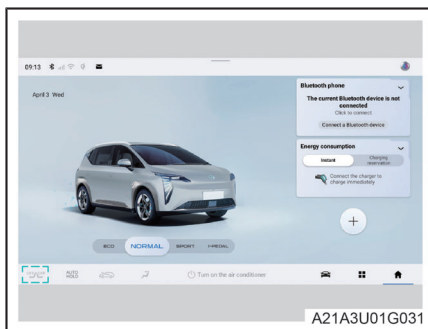 09:13
April 3 Wed
Bluetooth phone
The current Bluetooth device is not
connected
Click to connect
Connect a Bluetooth device
Energy consumption
Instant
Charging
reservation
Connect the charger to
charge immediately
+
ECO
NORMAL
SPORT
i-PEDAL
AUTO
HOLD
Turn on the air conditioner
A21A3U01G031